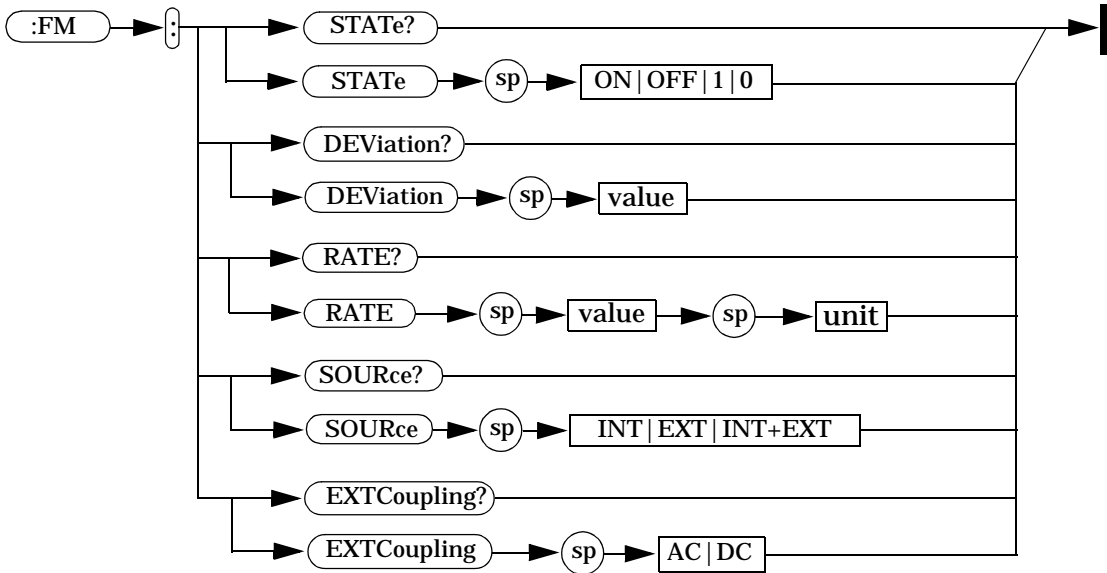 :FM : STATe?
STATe sp ON|OFF|1|0
DEViation?
DEViation sp value
RATE?
RATE sp value sp unit
SOURce?
SOURce sp INT|EXT|INT+EXT
EXTCoupling?
EXTCoupling sp AC|DC